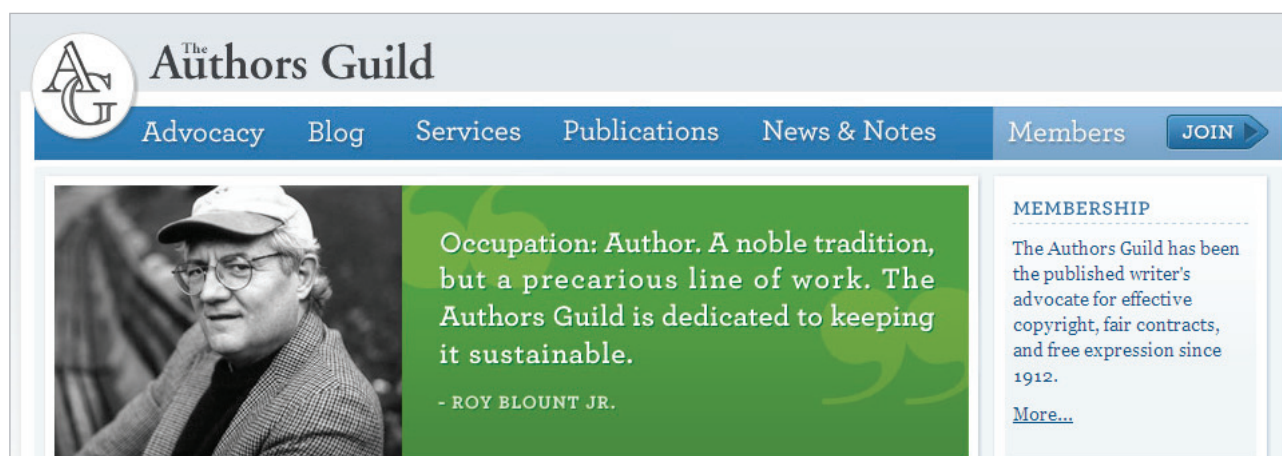 AG
The
Authors Guild
Advocacy Blog Services Publications News & Notes Members JOIN
Occupation: Author. A noble tradition,
but a precarious line of work. The
Authors Guild is dedicated to keeping
it sustainable.
- ROY BLOUNT JR.
MEMBERSHIP
The Authors Guild has been
the published writer's
advocate for effective
copyright, fair contracts,
and free expression since
1912.
More...